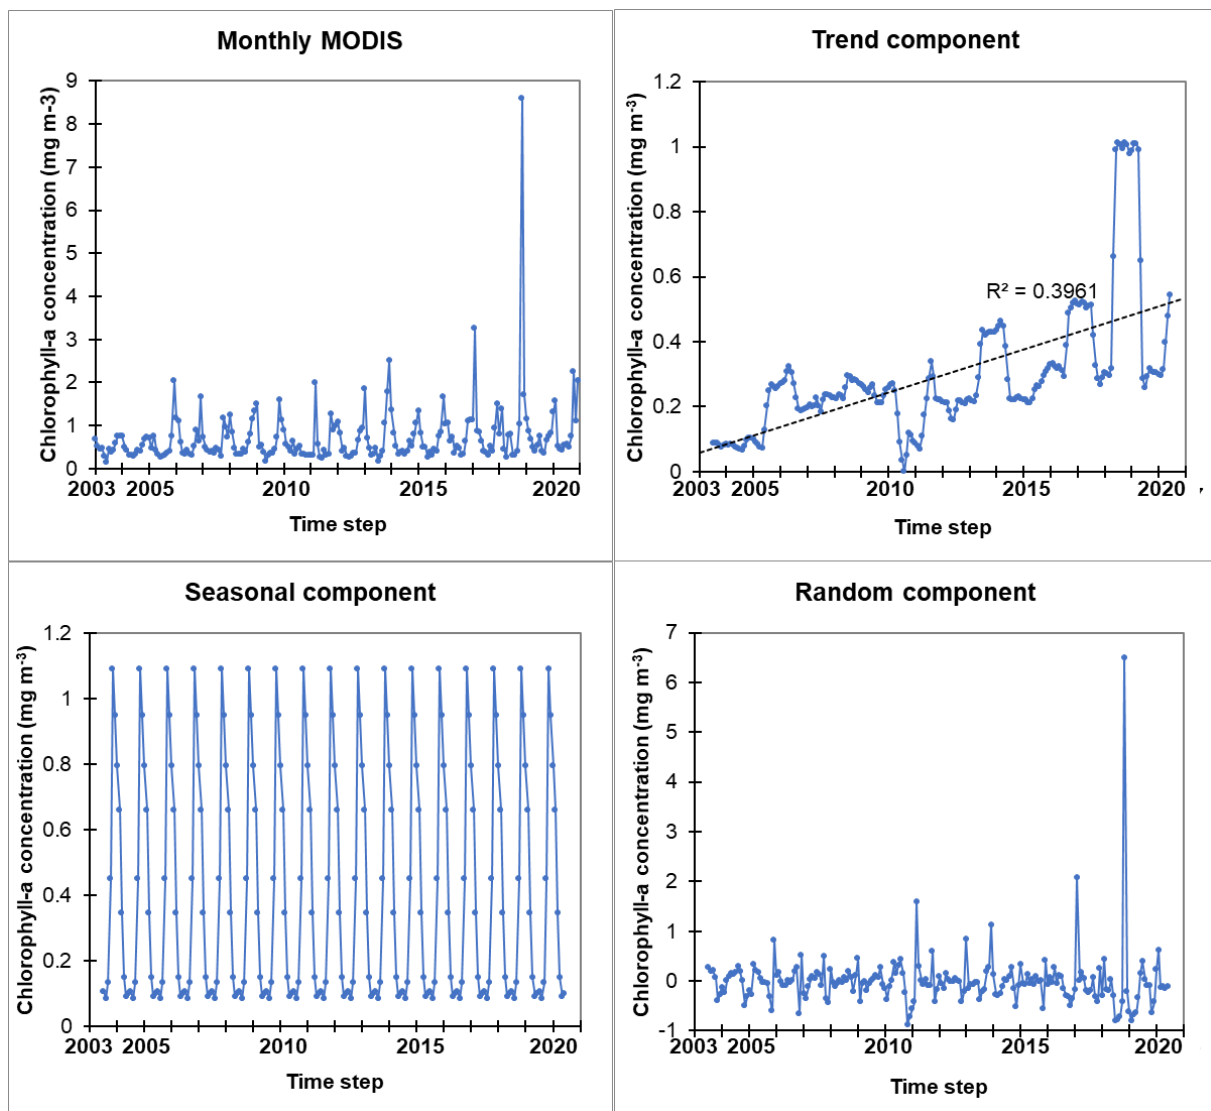 Monthly MODIS
Chlorophyll-a concentration (mg m-3)
9
8
7
6
5
4
3
2
1
0
2003 2005 2010 2015 2020
Time step
Trend component
Chlorophyll-a concentration (mg m⁻³)
1.2
1
0.8
0.6
0.4
0.2
0
R² = 0.3961
2003 2005 2010 2015 2020
Time step
Seasonal component
Chlorophyll-a concentration (mg m⁻³)
1.2
1
0.8
0.6
0.4
0.2
0
2003 2005 2010 2015 2020
Time step
Random component
Chlorophyll-a concentration (mg m⁻³)
7
6
5
4
3
2
1
0
-1
2003 2005 2010 2015 2020
Time step